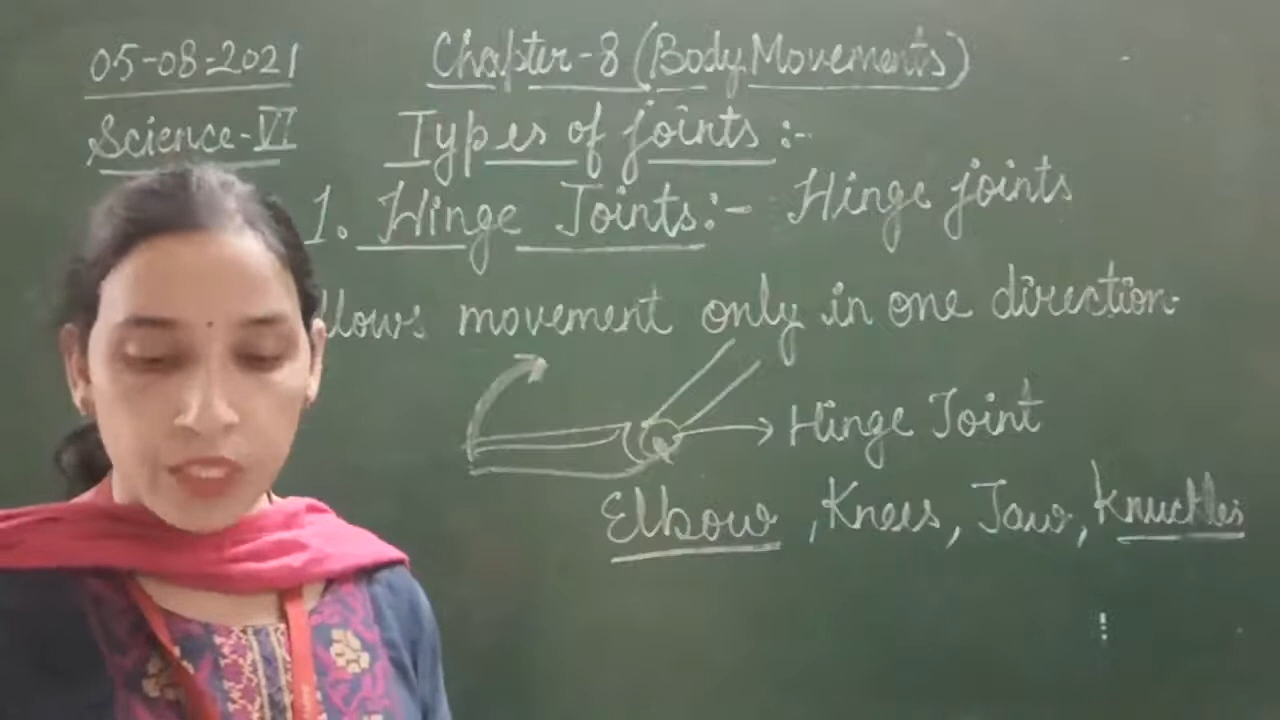 05-08-2021
Chapter-8 (Body Movements)
Science-VI
Types of joints :-
1. Hinge Joints:- Hinge joints
llows movement only in one direction.
Hinge Joint
Elbow, Knees, Jaw, Knuckles